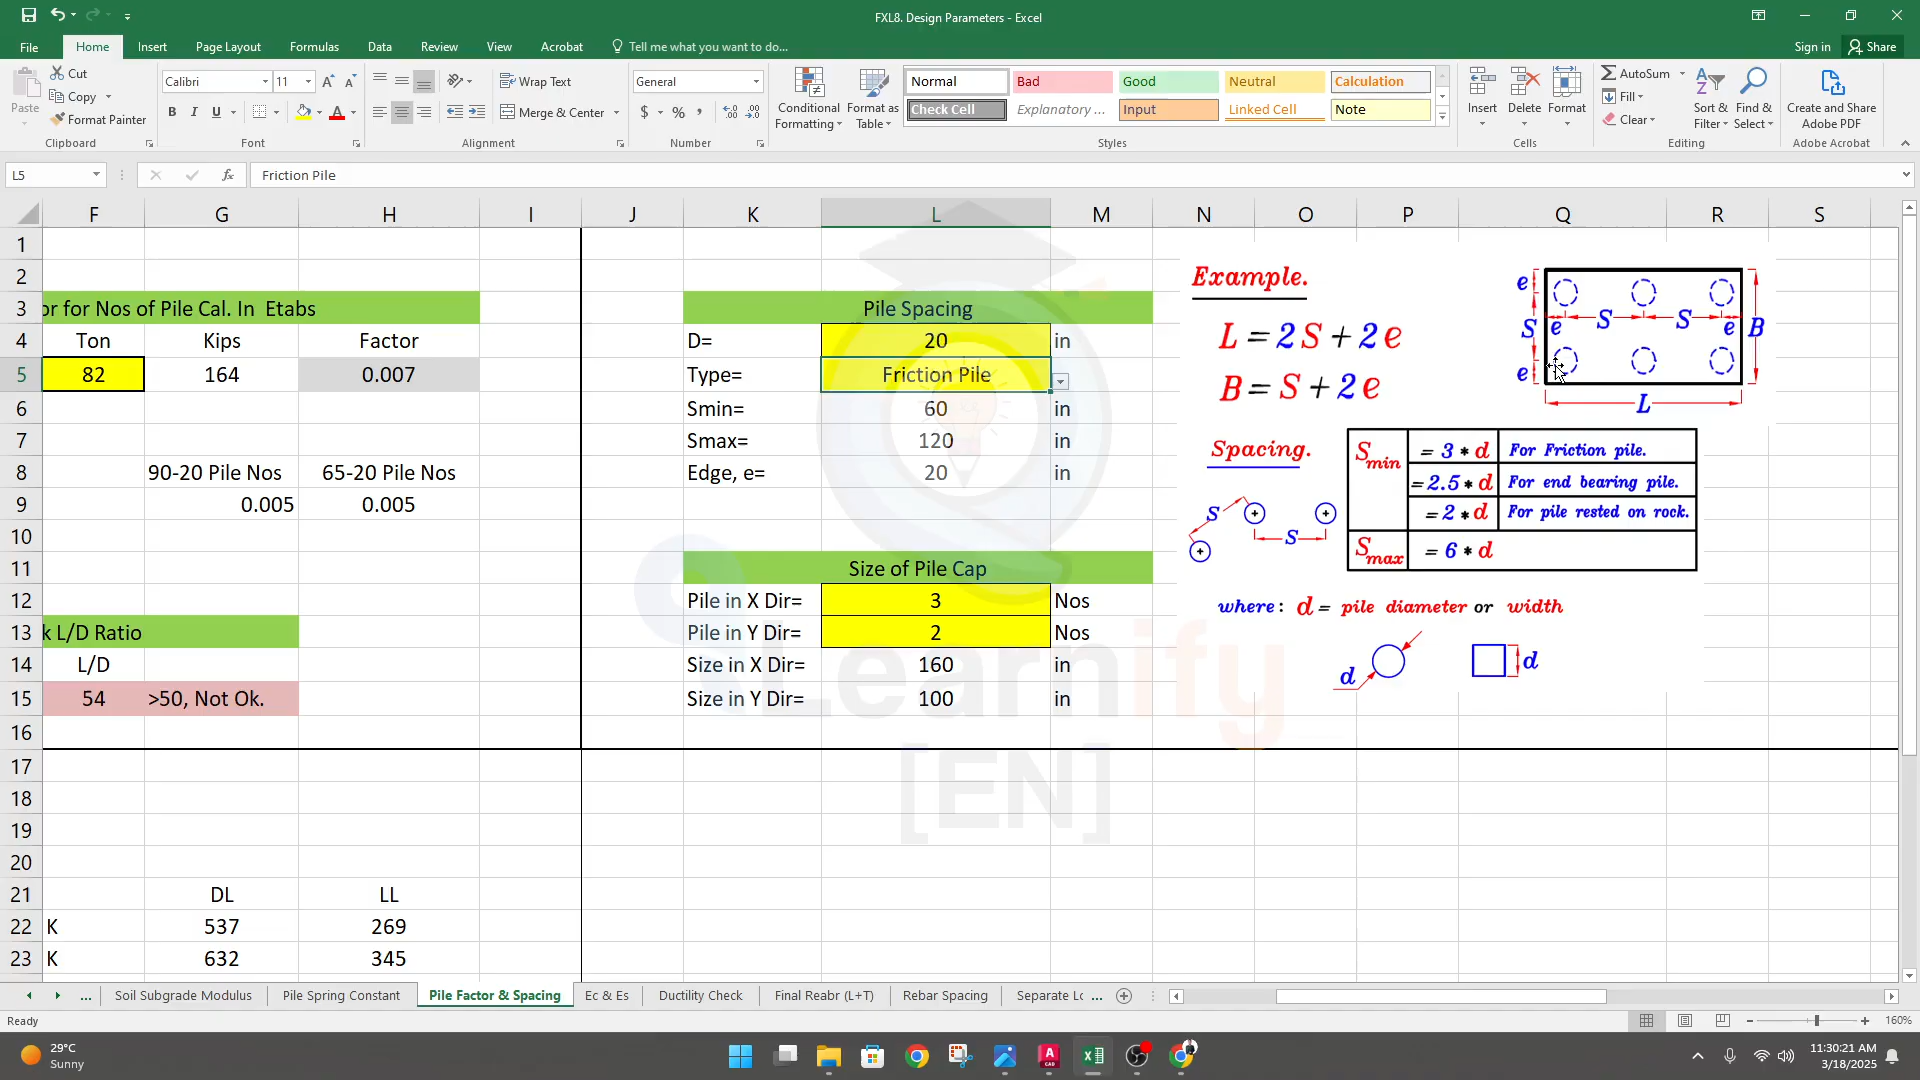 FXL8. Design Parameters - Excel
File Home Insert Page Layout Formulas Data Review View Acrobat Tell me what you want to do... Sign in Share
Paste Cut Copy Format Painter Clipboard
Calibri 11 B I U Font
Wrap Text Merge & Center Alignment
General $ % Number
Conditional Formatting Format as Table
Normal Bad Good Neutral Calculation
Check Cell Explanatory ... Input Linked Cell Note
Styles
Insert Delete Format Cells
AutoSum Fill Clear Sort & Filter Find & Select Editing
Create and Share Adobe PDF Adobe Acrobat
L5 fx Friction Pile
F G H I J K L M N O P Q R S
1
2
3 or for Nos of Pile Cal. In Etabs Pile Spacing
4 Ton Kips Factor D= 20 in
5 82 164 0.007 Type= Friction Pile
6 Smin= 60 in
7 Smax= 120 in
8 90-20 Pile Nos 65-20 Pile Nos Edge, e= 20 in
9 0.005 0.005
10
11 Size of Pile Cap
12 Pile in X Dir= 3 Nos
13 k L/D Ratio Pile in Y Dir= 2 Nos
14 L/D Size in X Dir= 160 in
15 54 >50, Not Ok. Size in Y Dir= 100 in
16
17
18
19
20
21 DL LL
22 K 537 269
23 K 632 345
Example.
L = 2S + 2e
B = S + 2e
e S e
e S S e
B
L
Spacing.
S
S
Smin = 3 * d For Friction pile.
= 2.5 * d For end bearing pile.
= 2 * d For pile rested on rock.
Smax = 6 * d
where: d = pile diameter or width
d d
Learnify
[EN]
... Soil Subgrade Modulus Pile Spring Constant Pile Factor & Spacing Ec & Es Ductility Check Final Reabr (L+T) Rebar Spacing Separate Lo ...
Ready 160%
29°C
Sunny
11:30:21 AM
3/18/2025